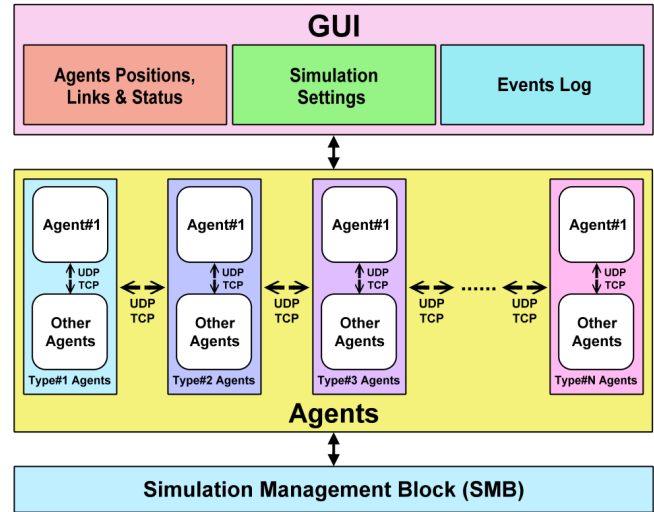 GUI
Agents Positions,
Links & Status
Simulation
Settings
Events Log
Agent#1
UDP
TCP
Other
Agents
Type#1 Agents
UDP
TCP
Agent#1
UDP
TCP
Other
Agents
Type#2 Agents
UDP
TCP
Agent#1
UDP
TCP
Other
Agents
Type#3 Agents
UDP
TCP
......
UDP
TCP
Agent#1
UDP
TCP
Other
Agents
Type#N Agents
Agents
Simulation Management Block (SMB)